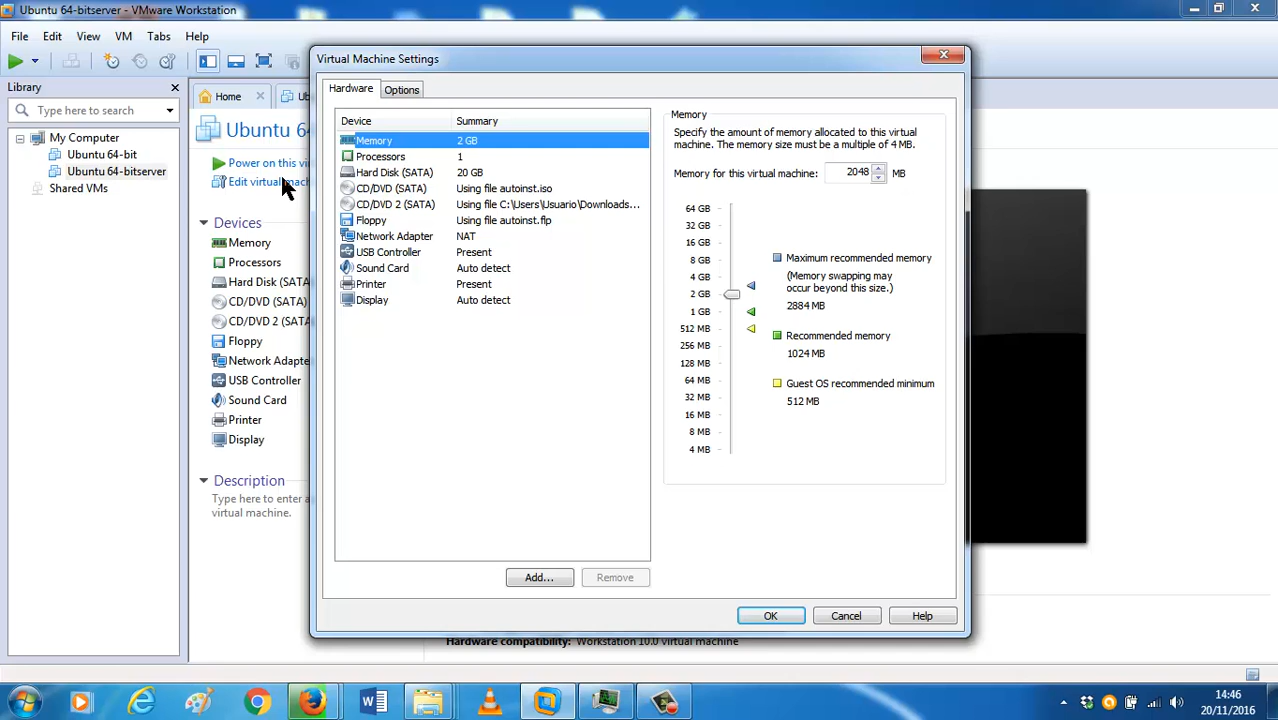 Ubuntu 64-bitserver - VMware Workstation
File Edit View VM Tabs Help
Library
Type here to search
My Computer
Ubuntu 64-bit
Ubuntu 64-bitserver
Shared VMs
Home
Ub
Ubuntu 6
Power on this vi
Edit virtual mach
Devices
Memory
Processors
Hard Disk (SATA)
CD/DVD (SATA)
CD/DVD 2 (SATA
Floppy
Network Adapte
USB Controller
Sound Card
Printer
Display
Description
Type here to enter a
virtual machine.
Virtual Machine Settings
Hardware Options
Device Summary
Memory 2 GB
Processors 1
Hard Disk (SATA) 20 GB
CD/DVD (SATA) Using file autoinst.iso
CD/DVD 2 (SATA) Using file C:\Users\Usuario\Downloads...
Floppy Using file autoinst.flp
Network Adapter NAT
USB Controller Present
Sound Card Auto detect
Printer Present
Display Auto detect
Add... Remove
Memory
Specify the amount of memory allocated to this virtual
machine. The memory size must be a multiple of 4 MB.
Memory for this virtual machine: 2048 MB
64 GB
32 GB
16 GB
8 GB
4 GB
2 GB
1 GB
512 MB
256 MB
128 MB
64 MB
32 MB
16 MB
8 MB
4 MB
Maximum recommended memory
(Memory swapping may
occur beyond this size.)
2884 MB
Recommended memory
1024 MB
Guest OS recommended minimum
512 MB
OK Cancel Help
Hardware compatibility: Workstation 10.0 virtual machine
14:46
20/11/2016